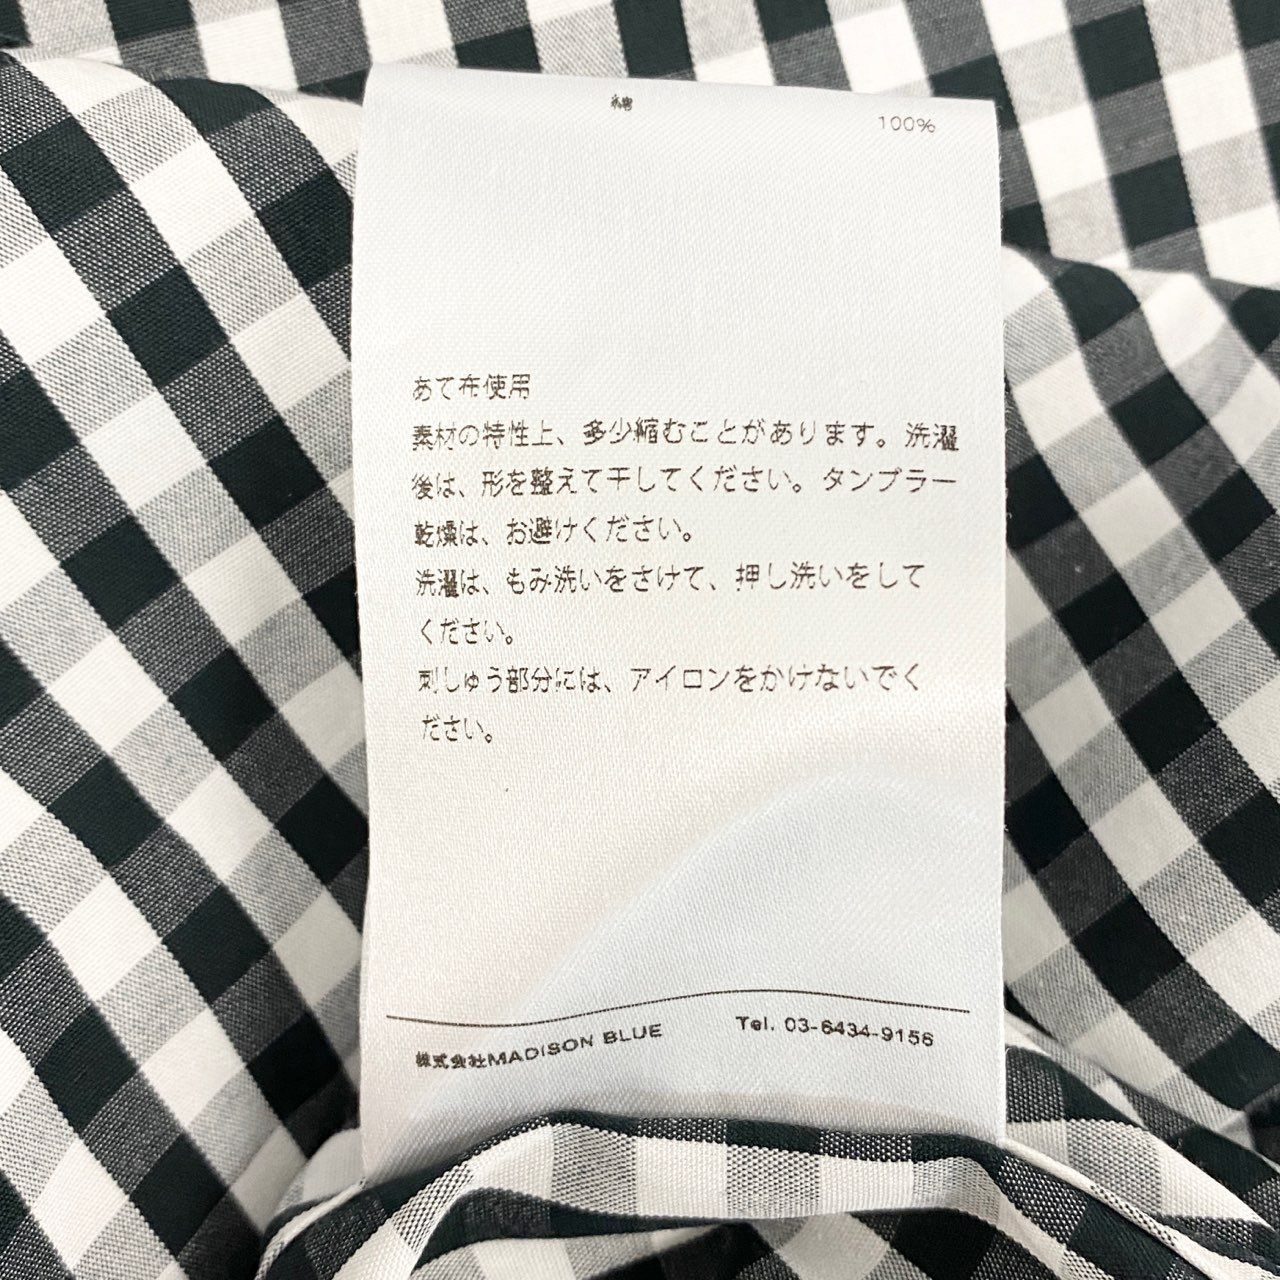 綿 100%
あて布使用
素材の特性上、多少縮むことがあります。洗濯
後は、形を整えて干してください。タンブラー
乾燥は、お避けください。
洗濯は、もみ洗いをさけて、押し洗いをして
ください。
刺しゅう部分には、アイロンをかけないでく
ださい。
株式会社MADISON BLUE Tel. 03-6434-9156